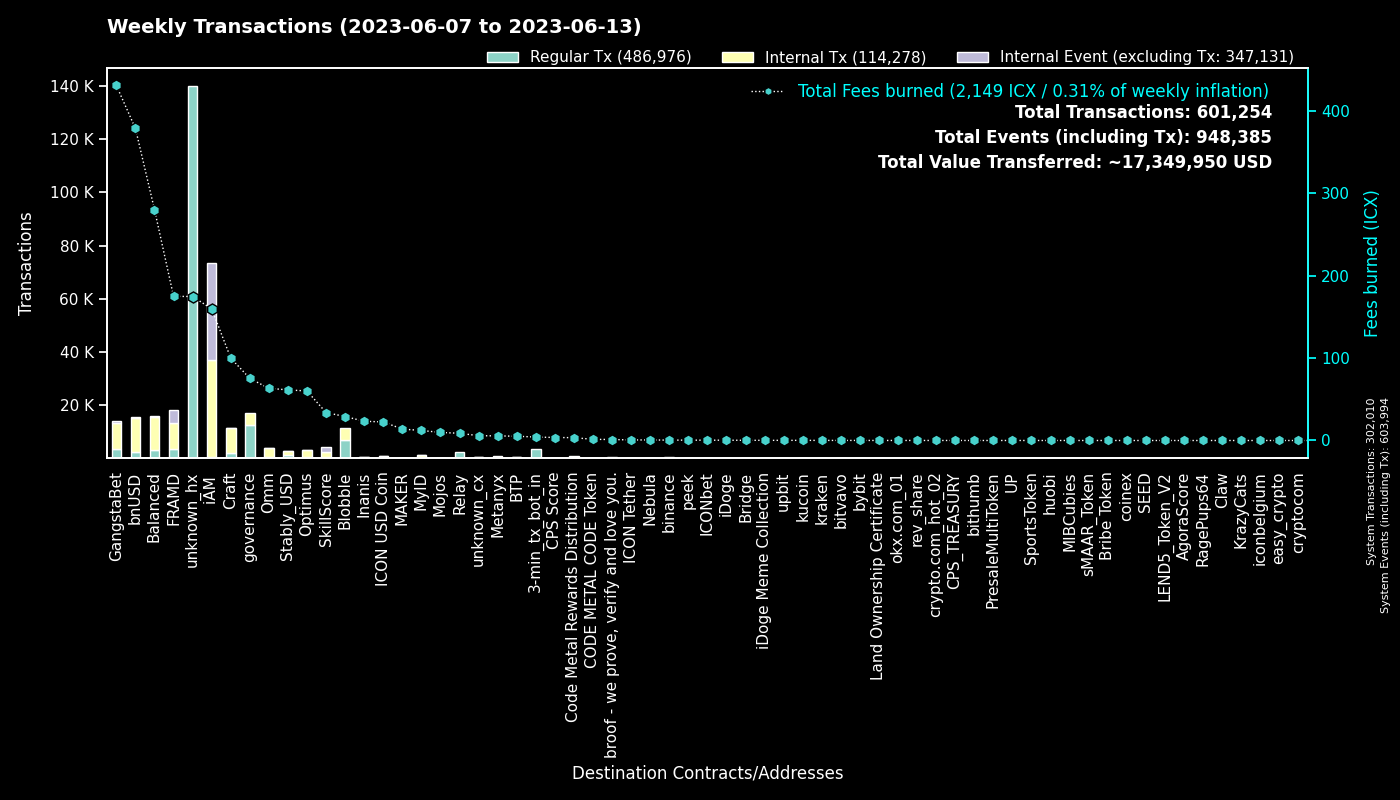 Weekly Transactions (2023-06-07 to 2023-06-13)
Regular Tx (486,976)
Internal Tx (114,278)
Internal Event (excluding Tx: 347,131)
Total Fees burned (2,149 ICX / 0.31% of weekly inflation)
Total Transactions: 601,254
Total Events (including Tx): 948,385
Total Value Transferred: ~17,349,950 USD
Transactions
140 K
120 K
100 K
80 K
60 K
40 K
20 K
400
300
200
100
0
Fees burned (ICX)
System Transactions: 302,010
System Events (including Tx): 603,994
GangstaBet
bnUSD
Balanced
FRAMD
unknown_hx
iAM
Craft
governance
Omm
Stably_USD
Optimus
SkillScore
Blobble
Inanis
ICON USD Coin
MAKER
MyID
Mojos
Relay
unknown_cx
Metanyx
BTP
3-min_tx_bot_in
CPS Score
Code Metal Rewards Distribution
CODE METAL CODE Token
broof - we prove, verify and love you.
ICON Tether
Nebula
binance
peek
ICONbet
iDoge
Bridge
iDoge Meme Collection
upbit
kucoin
kraken
bitvavo
bybit
Land Ownership Certificate
okx.com_01
rev_share
crypto.com_hot_02
CPS_TREASURY
bithumb
PresaleMultiToken
UP
SportsToken
huobi
MIBCubies
sMAAR_Token
Bribe Token
coinex
SEED
LEND5_Token_V2
AgoraScore
RagePups64
Claw
KrazyCats
iconbelgium
easy_crypto
cryptocom
Destination Contracts/Addresses